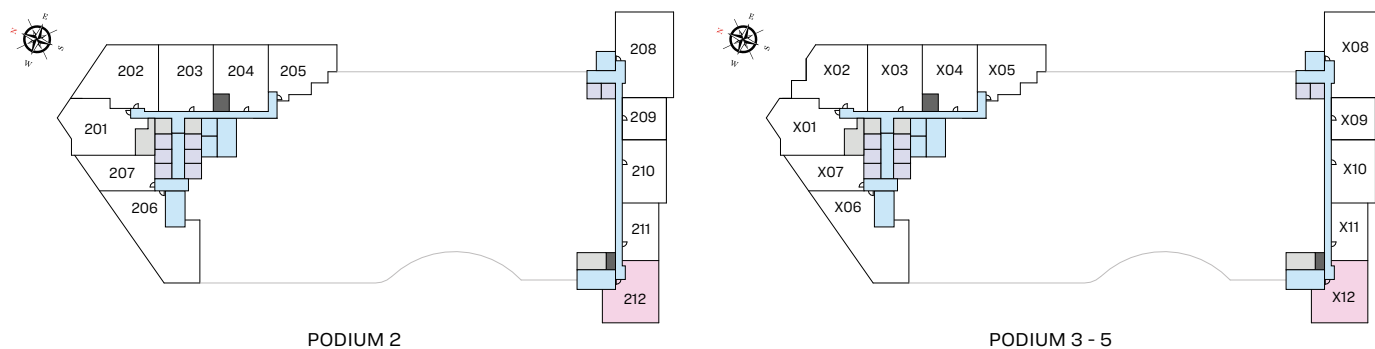 N
E
S
W
202
203
204
205
201
207
206
208
209
210
211
212
PODIUM 2
N
E
S
W
X02
X03
X04
X05
X01
X07
X06
X08
X09
X10
X11
X12
PODIUM 3 - 5